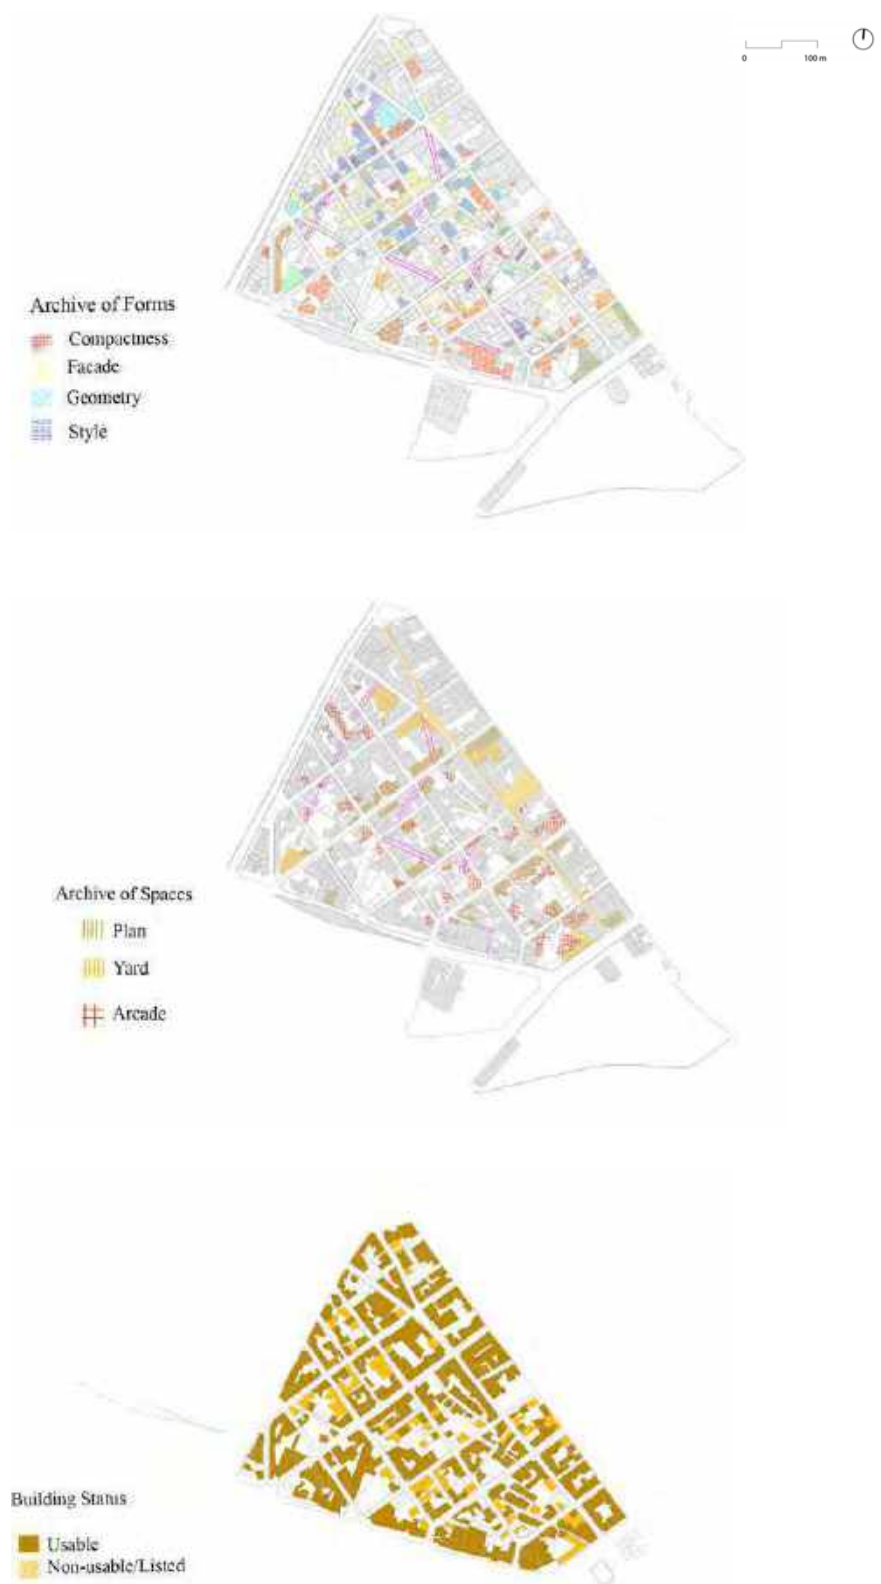 0 100 m
Archive of Forms
Compactness
Facade
Geometry
Style
Archive of Spaces
Plan
Yard
Arcade
Building Status
Usable
Non-usable/Listed